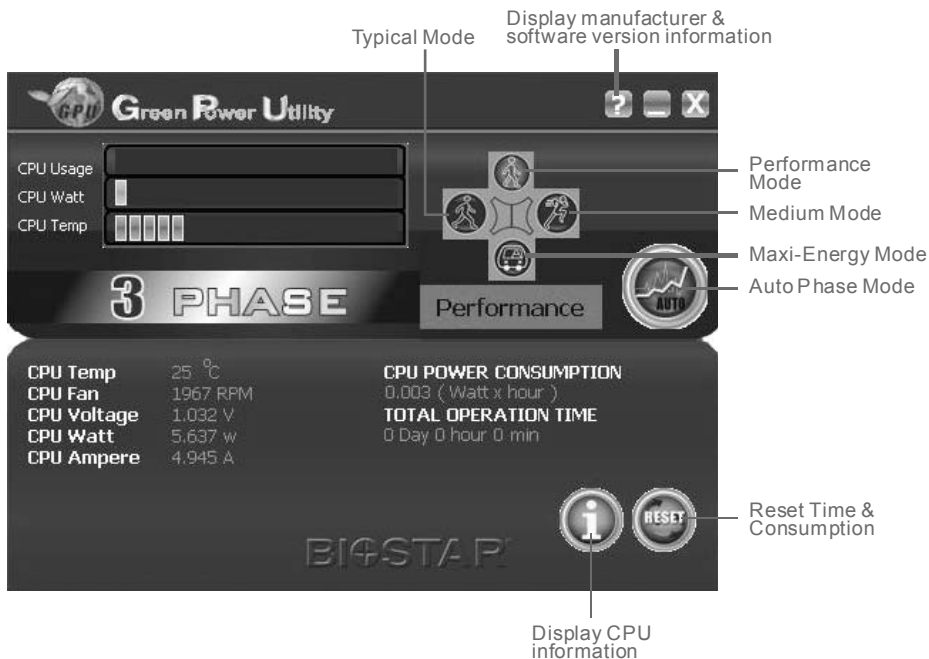 Display manufacturer &
software version information
Typical Mode
GPU
Green Power Utility
?
_
X
CPU Usage
CPU Watt
CPU Temp
Performance
Mode
Medium Mode
Maxi-Energy Mode
Auto Phase Mode
AUTO
3 PHASE
Performance
CPU Temp 25 °C
CPU Fan 1967 RPM
CPU Voltage 1.032 V
CPU Watt 5.637 w
CPU Ampere 4.945 A
CPU POWER CONSUMPTION
0.003 ( Watt x hour )
TOTAL OPERATION TIME
0 Day 0 hour 0 min
i
RESET
Reset Time &
Consumption
BIOSTAR
Display CPU
information